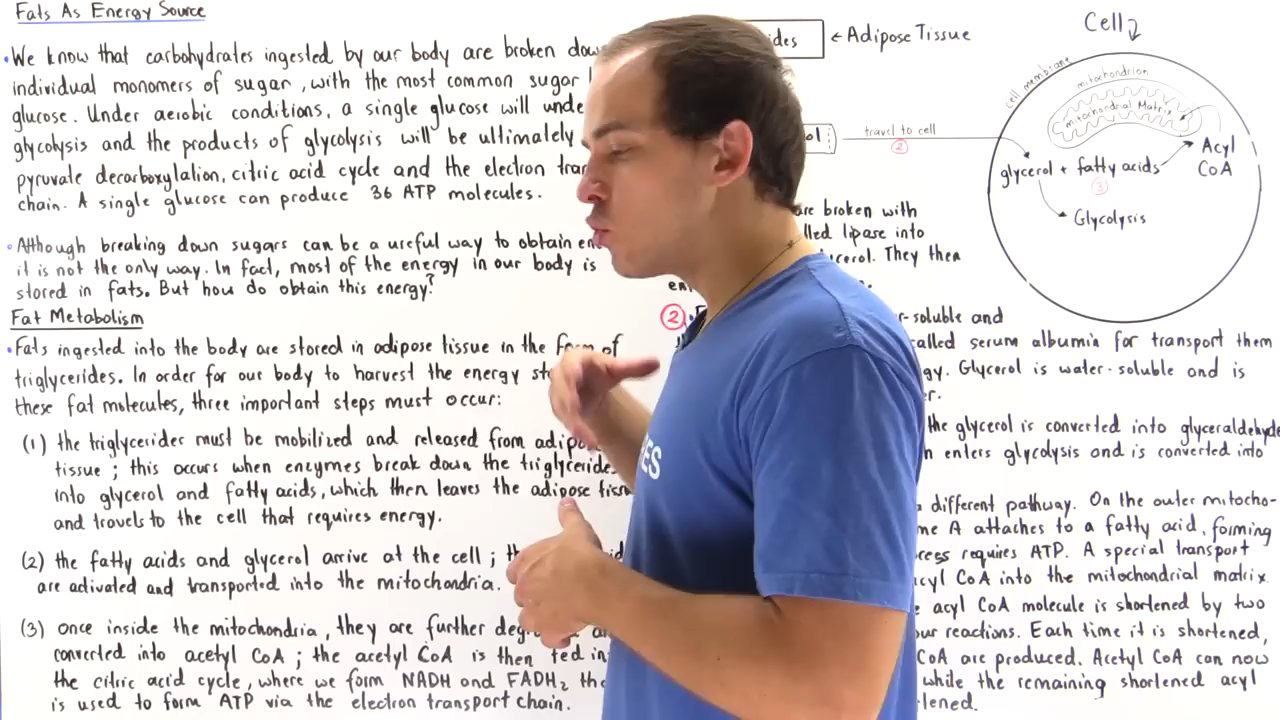 Fats As Energy Source
• We know that carbohydrates ingested by our body are broken dow
individual monomers of sugar, with the most common sugar
glucose. Under aerobic conditions, a single glucose will unde
glycolysis and the products of glycolysis will be ultimately
pyruvate decarboxylation, citric acid cycle and the electron tran
chain. A single glucose can produce 36 ATP molecules.
• Although breaking down sugars can be a useful way to obtain en
it is not the only way. In fact, most of the energy in our body is
stored in fats. But how do obtain this energy?
Fat Metabolism
• Fats ingested into the body are stored in adipose tissue in the form of
triglycerides. In order for our body to harvest the energy sto
these fat molecules, three important steps must occur:
(1) the triglycerider must be mobilized and released from adipo
tissue; this occurs when enzymes break down the triglyceride
into glycerol and fatty acids, which then leaves the adipose tissu
and travels to the cell that requires energy.
(2) the fatty acids and glycerol arrive at the cell; th
are activated and transported into the mitochondria.
(3) once inside the mitochondria, they are further deg
converted into acetyl CoA; the acetyl CoA is then fed in
the citric acid cycle, where we form NADH and FADH₂ tha
is used to form ATP via the electron transport chain.
ides
← Adipose Tissue
ol
travel to cell
2
Cell
cell membrane
mitochondrion
mitochondrial Matrix
Acyl
CoA
glycerol + fatty acids
3
Glycolysis
are broken with
lled lipase into
cerol. They then
en
2
r-soluble and
called serum albumin for transport them
gy. Glycerol is water-soluble and is
r.
the glycerol is converted into glyceraldehyde
h enters glycolysis and is converted into
different pathway. On the outer mitocho-
me A attaches to a fatty acid, forming
cess requires ATP. A special transport
acyl CoA into the mitochondrial matrix.
acyl CoA molecule is shortened by two
our reactions. Each time it is shortened,
CoA are produced. Acetyl CoA can now
while the remaining shortened acyl
lened.
ES